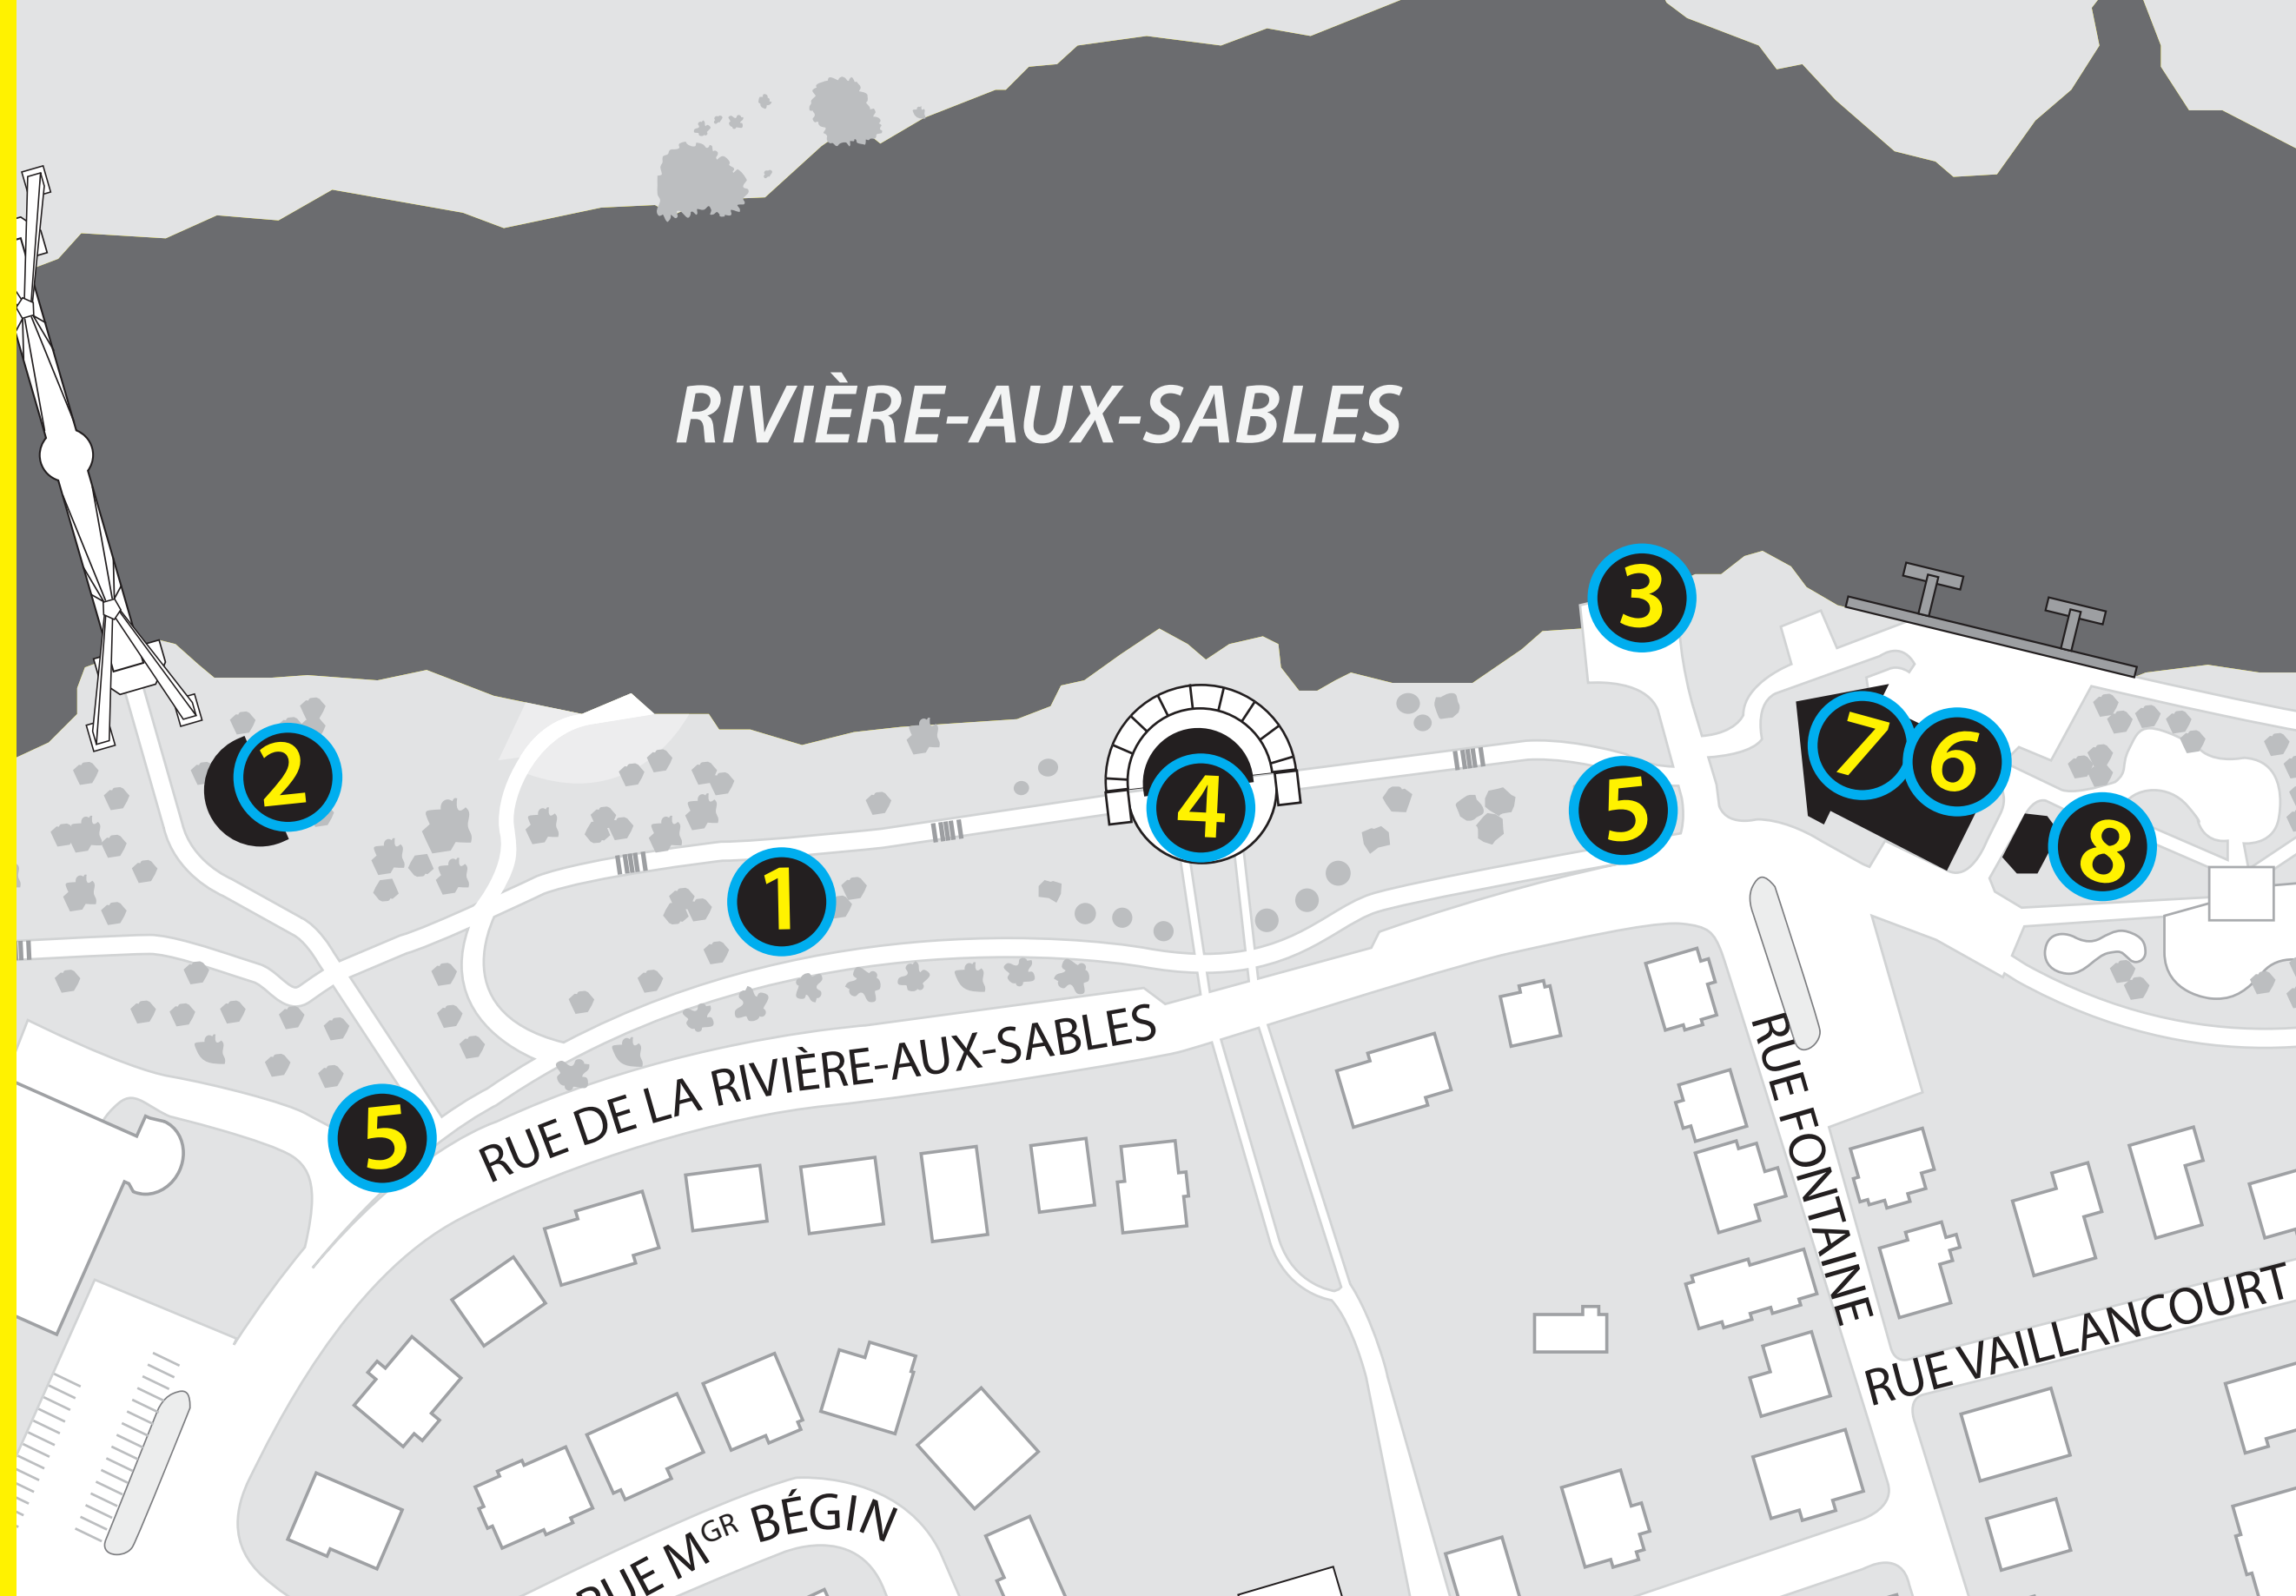 RIVIÈRE-AUX-SABLES
3
2
7
6
4
5
8
1
5
RUE DE LA RIVIÈRE-AUX-SABLES
RUE FONTAINE
RUE VAILLANCOURT
RUE MGR BÉGIN